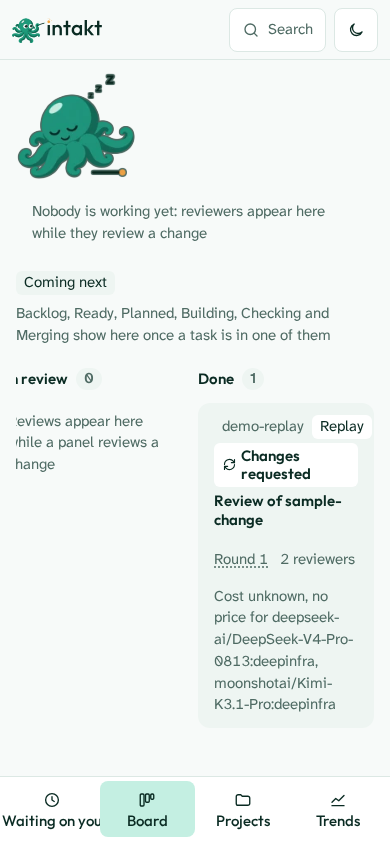 intakt
Search
Nobody is working yet: reviewers appear here
while they review a change
Coming next
Backlog, Ready, Planned, Building, Checking and
Merging show here once a task is in one of them
review 0
Done 1
appear here
while a panel reviews a
demo-replay Replay
Changes
requested
Review of sample-
change
Round 1 2 reviewers
Cost unknown, no
price for deepseek-
ai/DeepSeek-V4-Pro-
0813:deepinfra,
moonshotai/Kimi-
K3.1-Pro:deepinfra
Waiting on you
Board
Projects
Trends